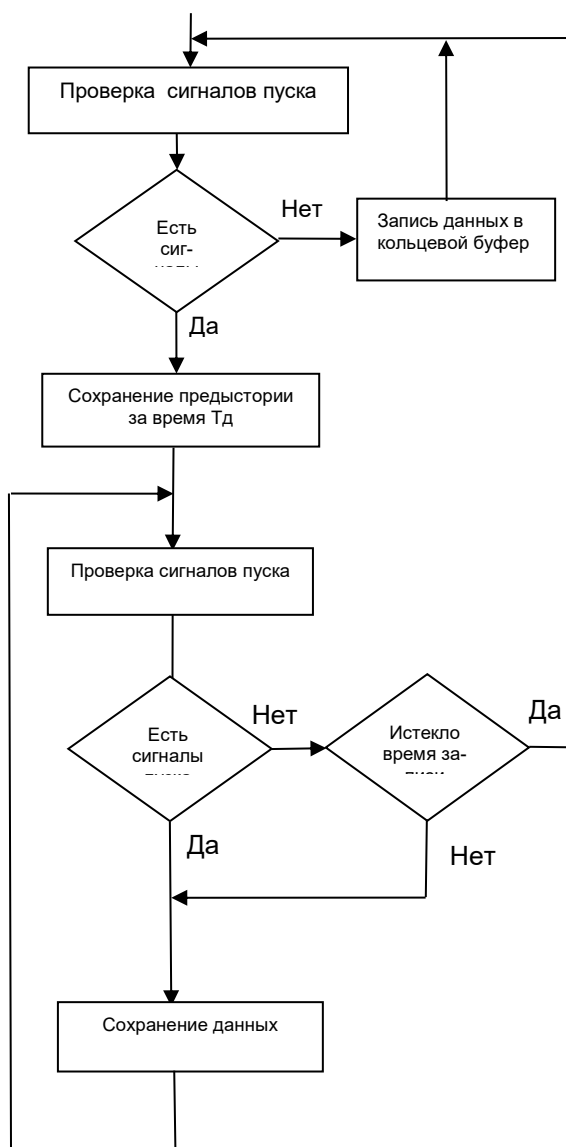 Проверка сигналов пуска
Есть
сиг-
Нет
Запись данных в
кольцевой буфер
Да
Сохранение предыстории
за время Тд
Проверка сигналов пуска
Есть
сигналы
Нет
Истекло
время за-
Да
Да
Нет
Сохранение данных